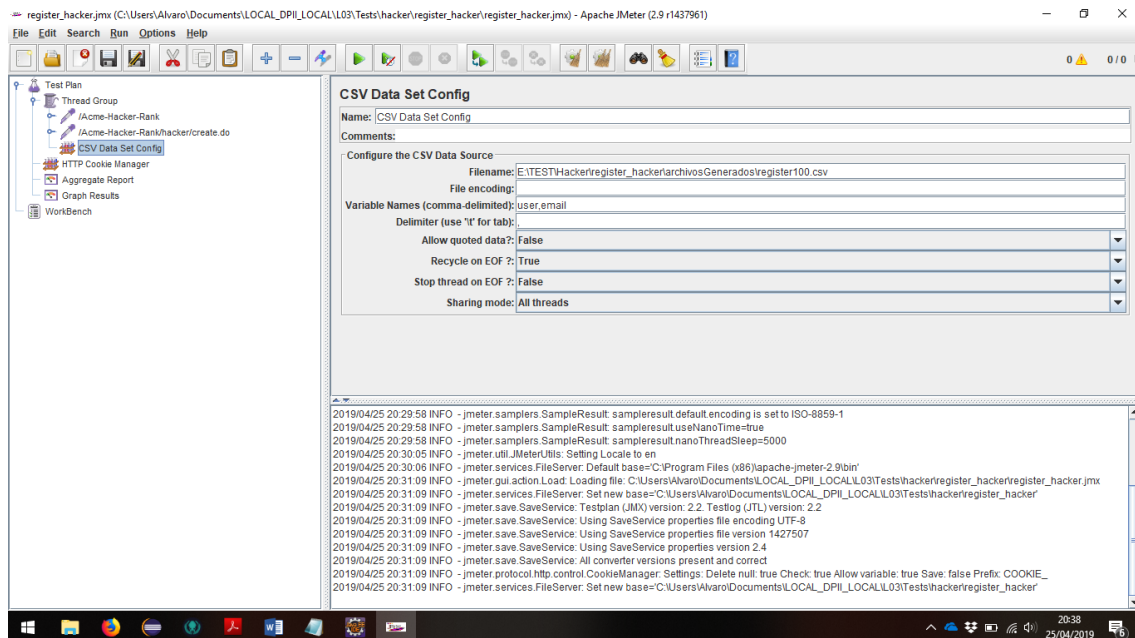 register_hacker.jmx (C:\Users\Alvaro\Documents\LOCAL_DPII_LOCAL\L03\Tests\hacker\register_hacker\register_hacker.jmx) - Apache JMeter (2.9 r1437961)
File Edit Search Run Options Help
0 0 / 0
Test Plan
Thread Group
/Acme-Hacker-Rank
/Acme-Hacker-Rank/hacker/create.do
CSV Data Set Config
HTTP Cookie Manager
Aggregate Report
Graph Results
WorkBench
CSV Data Set Config
Name: CSV Data Set Config
Comments:
Configure the CSV Data Source
Filename: E:\TEST\Hacker\register_hacker\archivosGenerados\register100.csv
File encoding:
Variable Names (comma-delimited): user,email
Delimiter (use '\t' for tab): ,
Allow quoted data?: False
Recycle on EOF ?: True
Stop thread on EOF ?: False
Sharing mode: All threads
2019/04/25 20:29:58 INFO - jmeter.samplers.SampleResult: sampleresult.default.encoding is set to ISO-8859-1
2019/04/25 20:29:58 INFO - jmeter.samplers.SampleResult: sampleresult.useNanoTime=true
2019/04/25 20:29:58 INFO - jmeter.samplers.SampleResult: sampleresult.nanoThreadSleep=5000
2019/04/25 20:30:05 INFO - jmeter.util.JMeterUtils: Setting Locale to en
2019/04/25 20:30:06 INFO - jmeter.services.FileServer: Default base='C:\Program Files (x86)\apache-jmeter-2.9\bin'
2019/04/25 20:31:09 INFO - jmeter.gui.action.Load: Loading file: C:\Users\Alvaro\Documents\LOCAL_DPII_LOCAL\L03\Tests\hacker\register_hacker\register_hacker.jmx
2019/04/25 20:31:09 INFO - jmeter.services.FileServer: Set new base='C:\Users\Alvaro\Documents\LOCAL_DPII_LOCAL\L03\Tests\hacker\register_hacker'
2019/04/25 20:31:09 INFO - jmeter.save.SaveService: Testplan (JMX) version: 2.2. Testlog (JTL) version: 2.2
2019/04/25 20:31:09 INFO - jmeter.save.SaveService: Using SaveService properties file encoding UTF-8
2019/04/25 20:31:09 INFO - jmeter.save.SaveService: Using SaveService properties file version 1427507
2019/04/25 20:31:09 INFO - jmeter.save.SaveService: Using SaveService properties version 2.4
2019/04/25 20:31:09 INFO - jmeter.save.SaveService: All converter versions present and correct
2019/04/25 20:31:09 INFO - jmeter.protocol.http.control.CookieManager: Settings: Delete null: true Check: true Allow variable: true Save: false Prefix: COOKIE_
2019/04/25 20:31:09 INFO - jmeter.services.FileServer: Set new base='C:\Users\Alvaro\Documents\LOCAL_DPII_LOCAL\L03\Tests\hacker\register_hacker'
20:38
25/04/2019
6